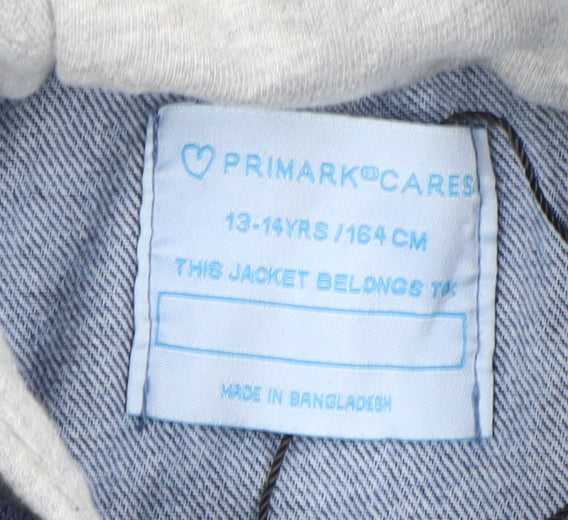 PRIMARK® CARES
13-14YRS / 164 CM
THIS JACKET BELONGS TO:
MADE IN BANGLADESH